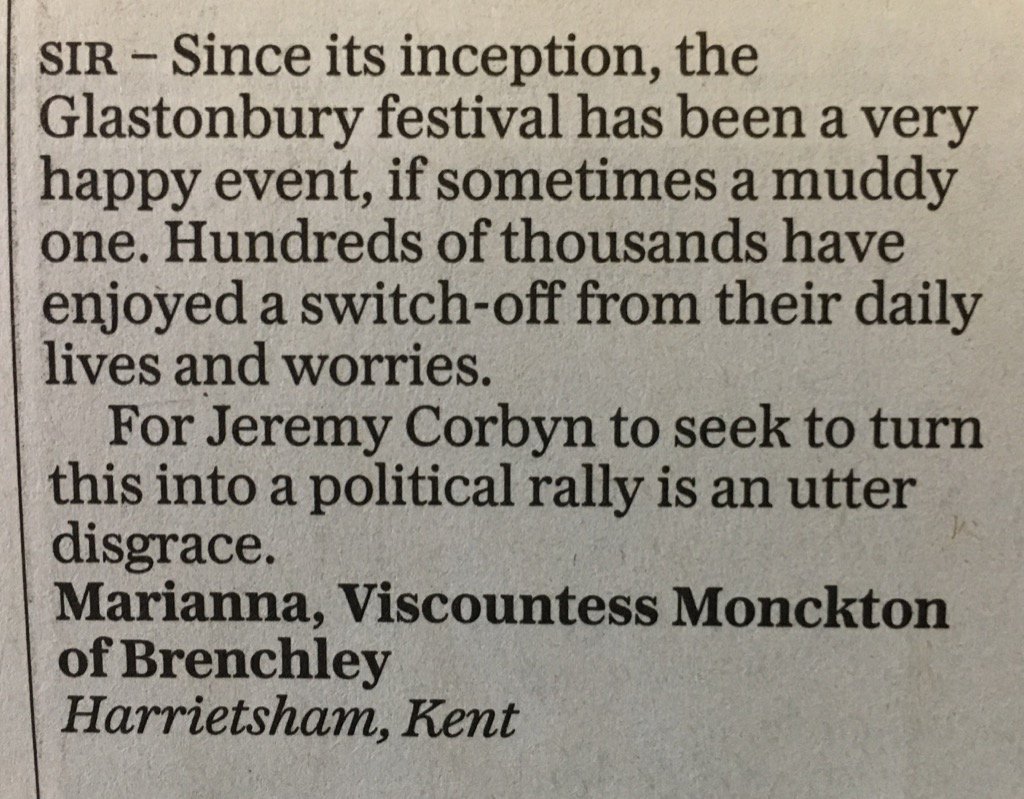 SIR – Since its inception, the
Glastonbury festival has been a very
happy event, if sometimes a muddy
one. Hundreds of thousands have
enjoyed a switch-off from their daily
lives and worries.
For Jeremy Corbyn to seek to turn
this into a political rally is an utter
disgrace.
Marianna, Viscountess Monckton
of Brenchley
Harrietsham, Kent